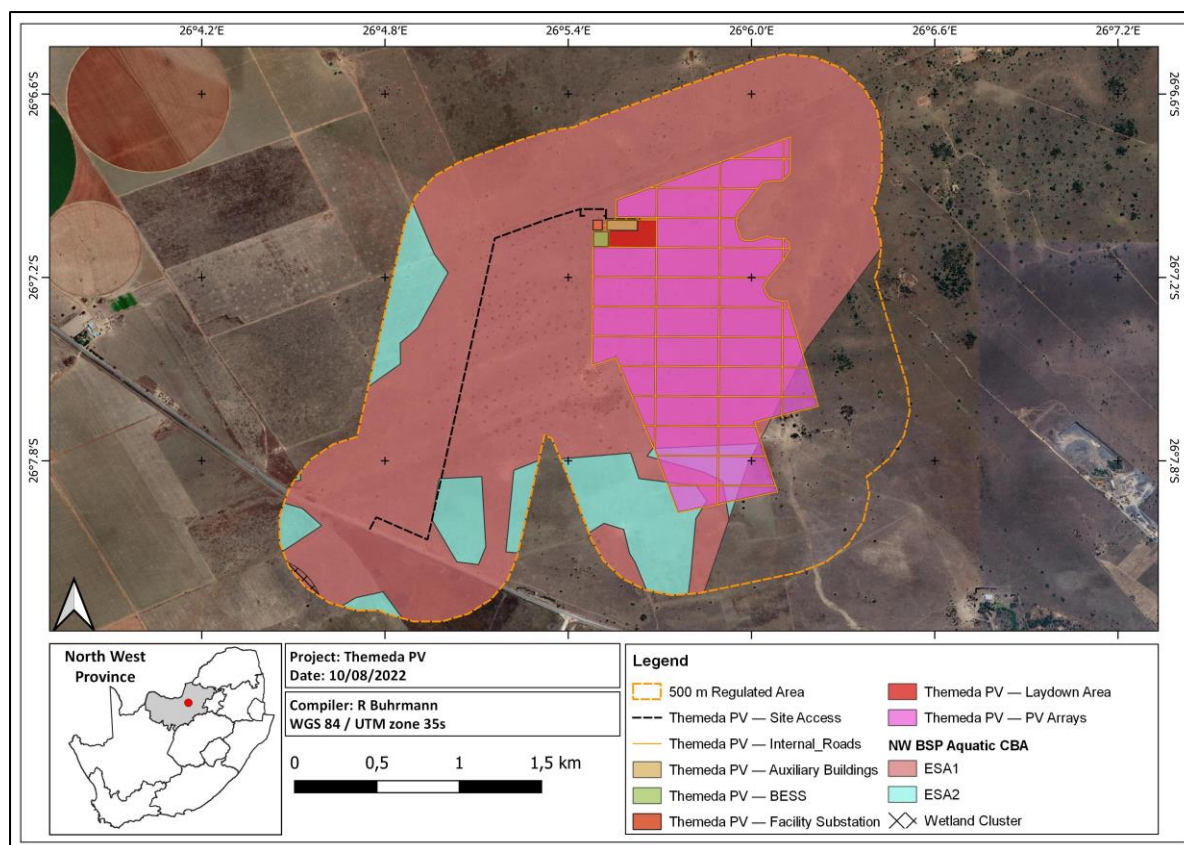 26°4.2'E 26°4.8'E 26°5.4'E 26°6.0'E 26°6.6'E 26°7.2'E
26°6.6'S 26°6.6'S
26°7.2'S 26°7.2'S
26°7.8'S 26°7.8'S
North West
Province
Project: Themeda PV
Date: 10/08/2022
Compiler: R Buhrmann
WGS 84 / UTM zone 35s
0 0,5 1 1,5 km
Legend
500 m Regulated Area
Themeda PV — Site Access
Themeda PV — Internal_Roads
Themeda PV — Auxiliary Buildings
Themeda PV — BESS
Themeda PV — Facility Substation
Themeda PV — Laydown Area
Themeda PV — PV Arrays
NW BSP Aquatic CBA
ESA1
ESA2
Wetland Cluster